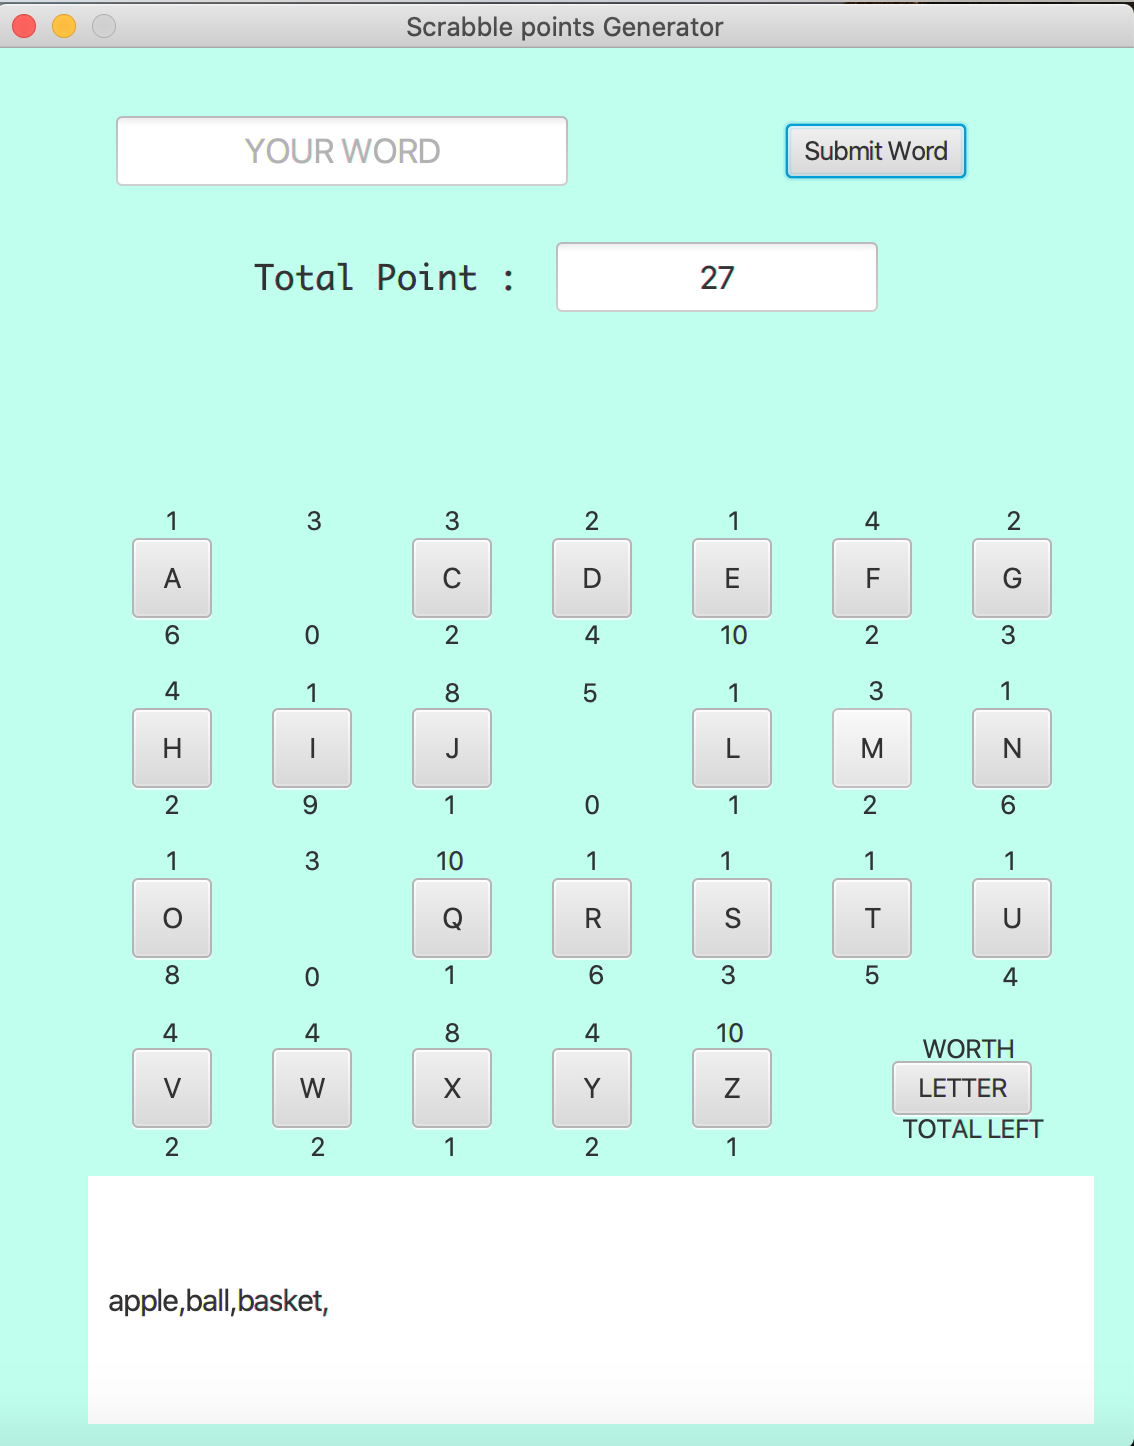 Scrabble points Generator
YOUR WORD Submit Word
Total Point : 27
1 3 3 2 1 4 2
A C D E F G
6 0 2 4 10 2 3
4 1 8 5 1 3 1
H I J L M N
2 9 1 0 1 2 6
1 3 10 1 1 1 1
O Q R S T U
8 0 1 6 3 5 4
4 4 8 4 10 WORTH
V W X Y Z LETTER
2 2 1 2 1 TOTAL LEFT
apple,ball,basket,